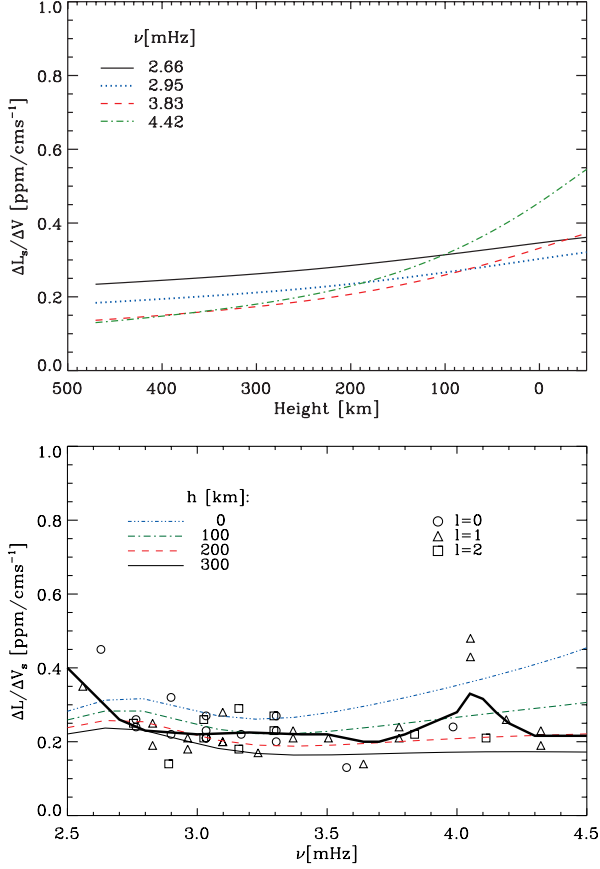 1.0
0.8
0.6
0.4
0.2
0.0
ΔLs/ΔV [ppm/cms⁻¹]
ν[mHz]
2.66
2.95
3.83
4.42
500 400 300 200 100 0
Height [km]
1.0
0.8
0.6
0.4
0.2
0.0
ΔL/ΔVs [ppm/cms⁻¹]
h [km]:
0
100
200
300
l=0
l=1
l=2
2.5 3.0 3.5 4.0 4.5
ν[mHz]